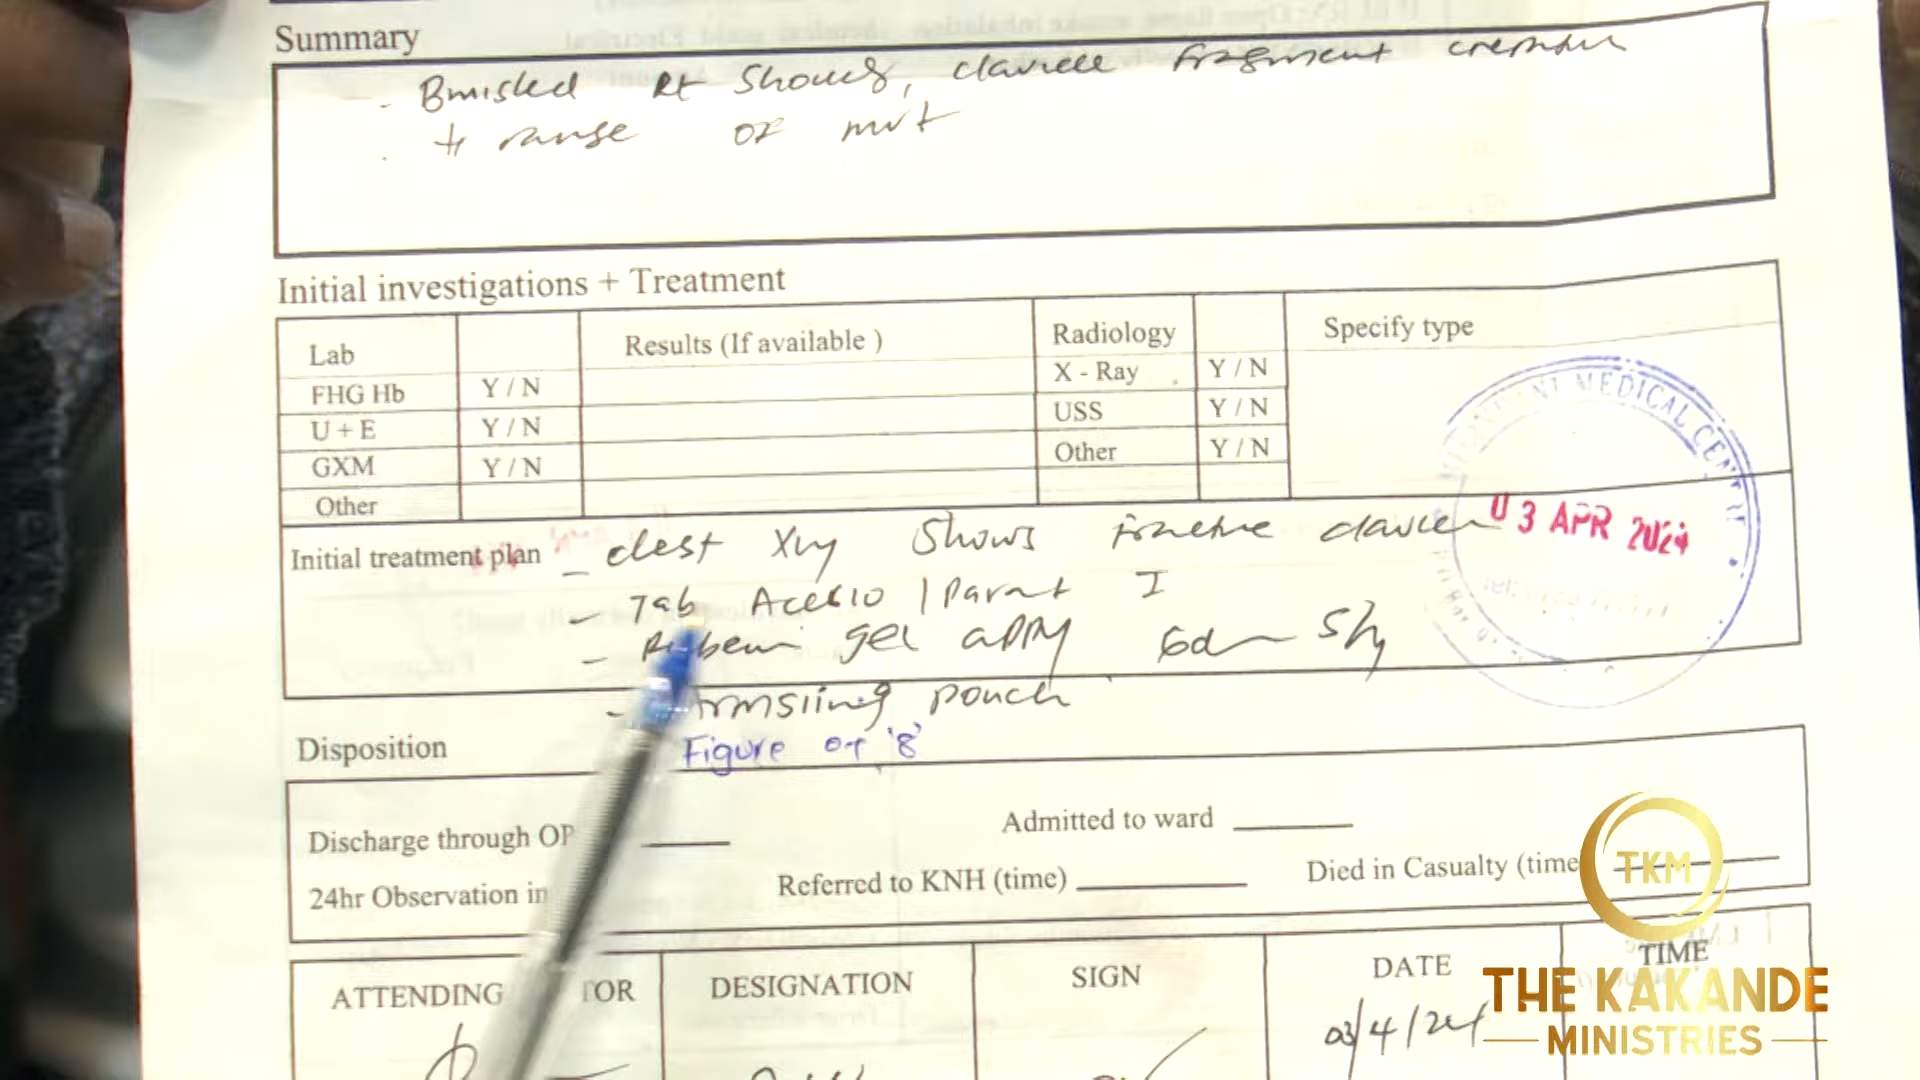 Summary
- Bruised Rt Shoulder, clavicle fragment
range of mvt
Initial investigations + Treatment
Lab Results (If available ) Radiology Specify type
FHG Hb Y / N X - Ray Y / N
U + E Y / N USS Y / N
GXM Y / N Other Y / N
Other
MEDICAL CENTRE
03 APR 2024
Initial treatment plan - chest Xray Shows fracture clavicle
- Tab
gel apply
- Armsling pouch
Disposition Figure of '8'
Discharge through OP Admitted to ward
24hr Observation in Referred to KNH (time) Died in Casualty (time
ATTENDING TOR DESIGNATION SIGN DATE TIME
03/4/24
TKM
THE KAKANDE
MINISTRIES